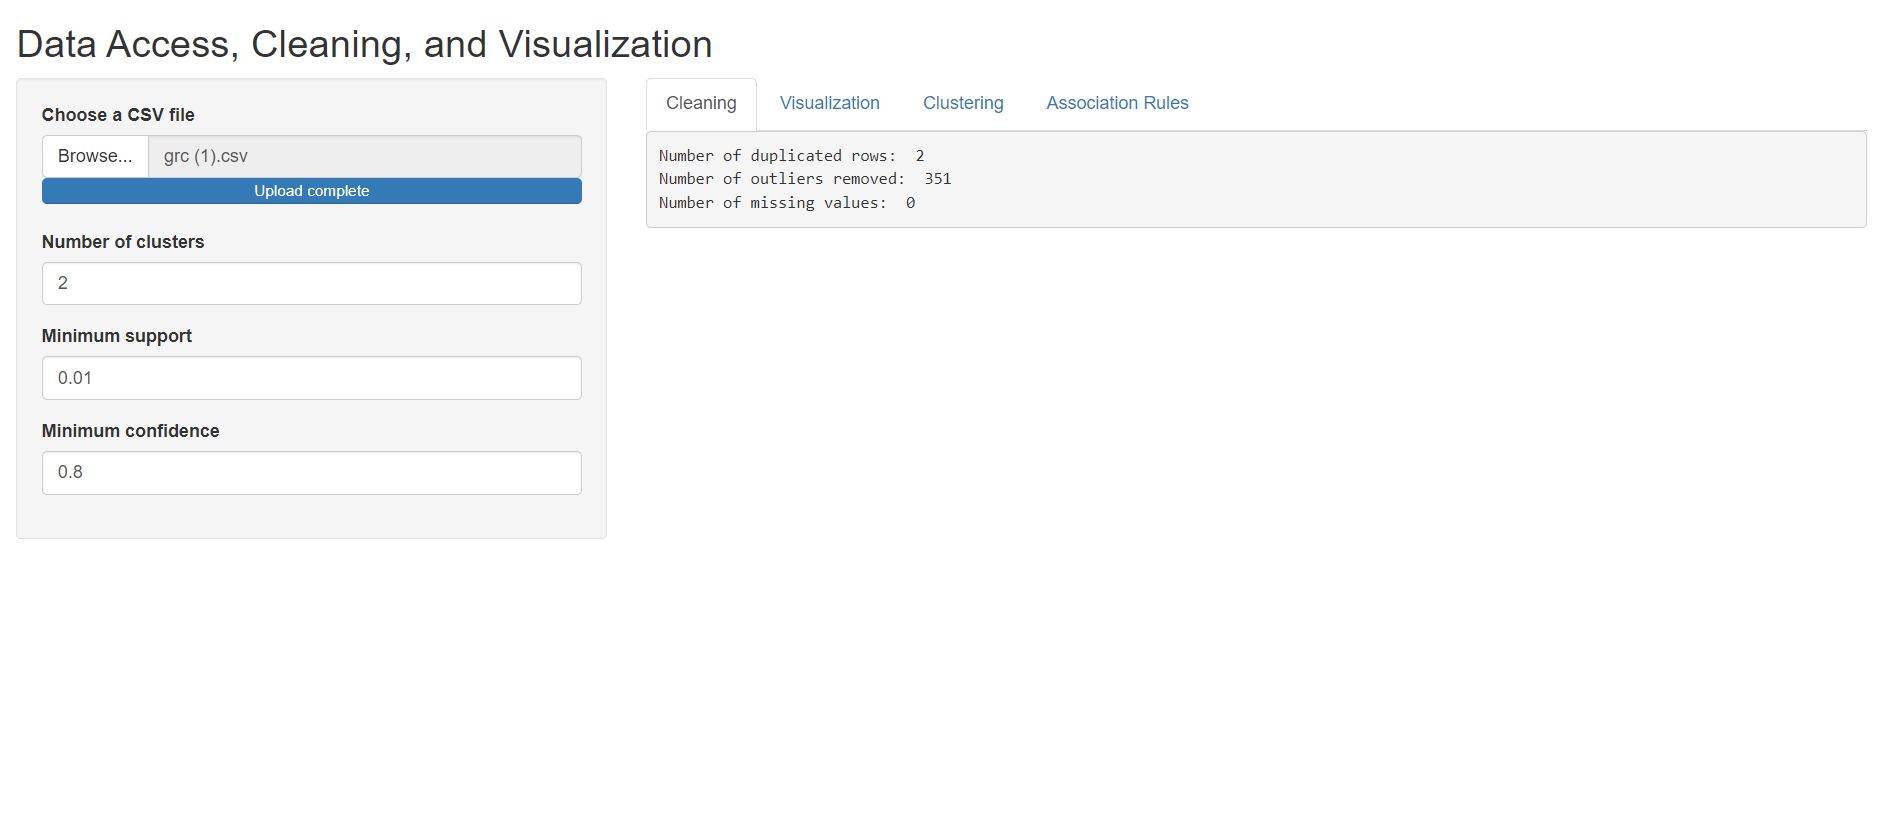 Data Access, Cleaning, and Visualization
Choose a CSV file
Browse... grc (1).csv
Upload complete
Number of clusters
2
Minimum support
0.01
Minimum confidence
0.8
Cleaning Visualization Clustering Association Rules
Number of duplicated rows:  2
Number of outliers removed:  351
Number of missing values:  0